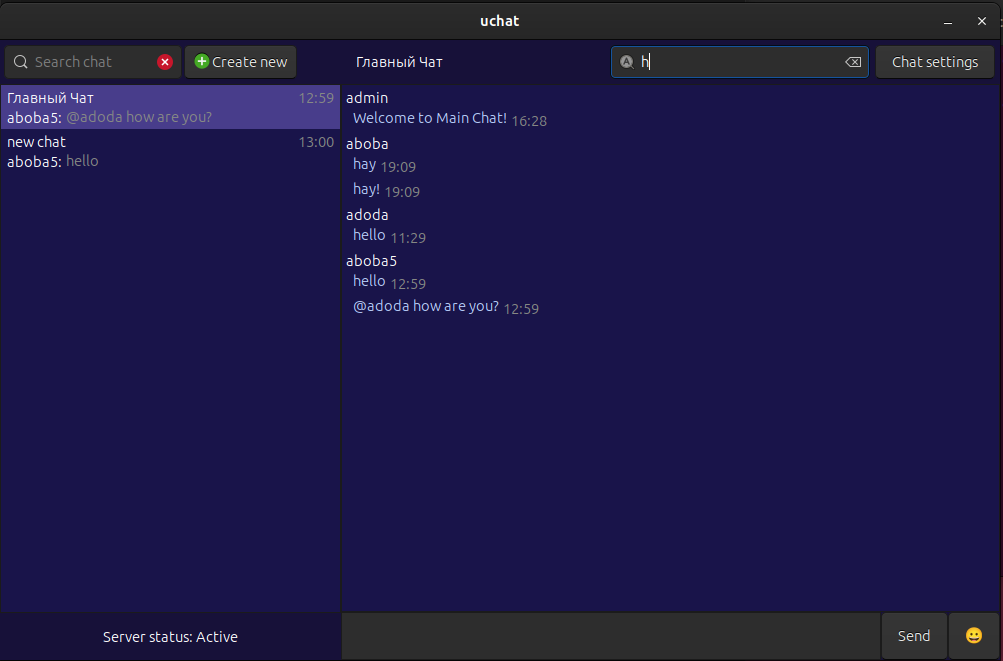 uchat
Search chat
Create new
Главный Чат
h
Chat settings
Главный Чат 12:59
aboba5: @adoda how are you?
new chat 13:00
aboba5: hello
admin
Welcome to Main Chat! 16:28
aboba
hay 19:09
hay! 19:09
adoda
hello 11:29
aboba5
hello 12:59
@adoda how are you? 12:59
Server status: Active
Send